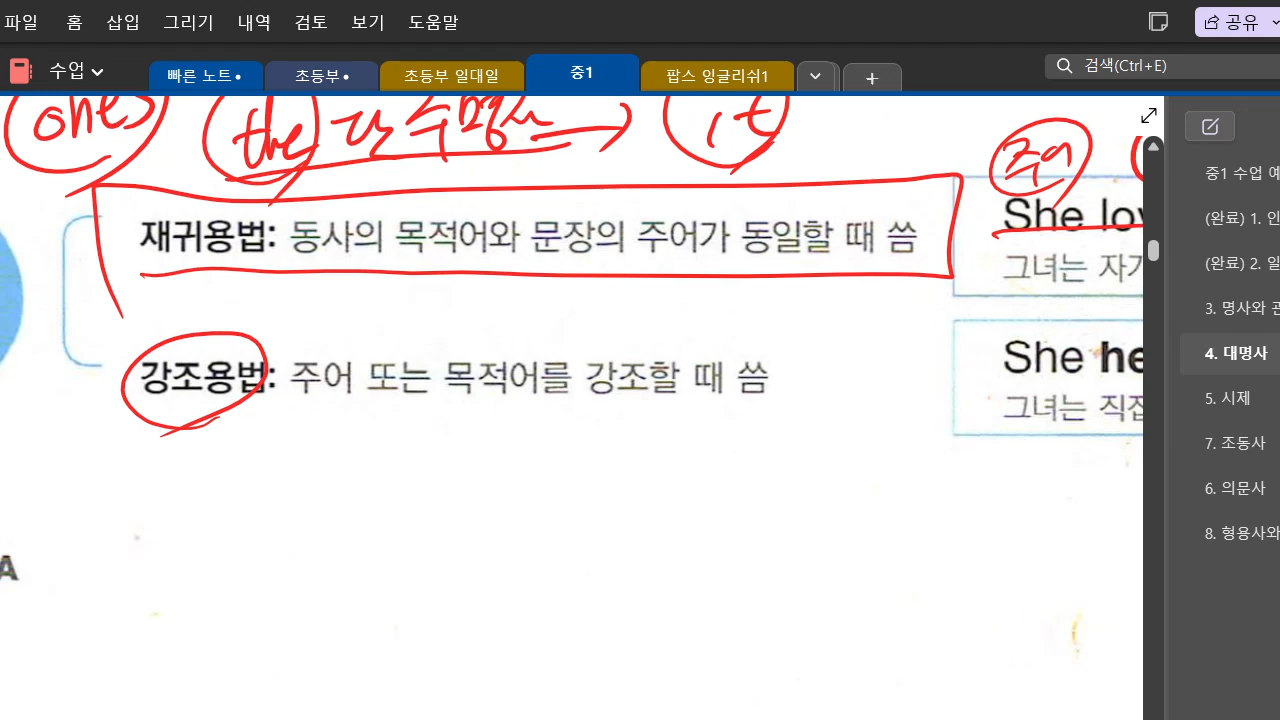 파일 홈 삽입 그리기 내역 검토 보기 도움말 공유
수업 빠른 노트 초등부 초등부 일대일 중1 팝스 잉글리쉬1 + 검색(Ctrl+E)
the 단수명사 → it
주어
재귀용법: 동사의 목적어와 문장의 주어가 동일할 때 씀
She lov
그녀는 자기
강조용법: 주어 또는 목적어를 강조할 때 씀
She he
그녀는 직접
A
중1 수업 예
(완료) 1. 인
(완료) 2. 일
3. 명사와 관
4. 대명사
5. 시제
7. 조동사
6. 의문사
8. 형용사와